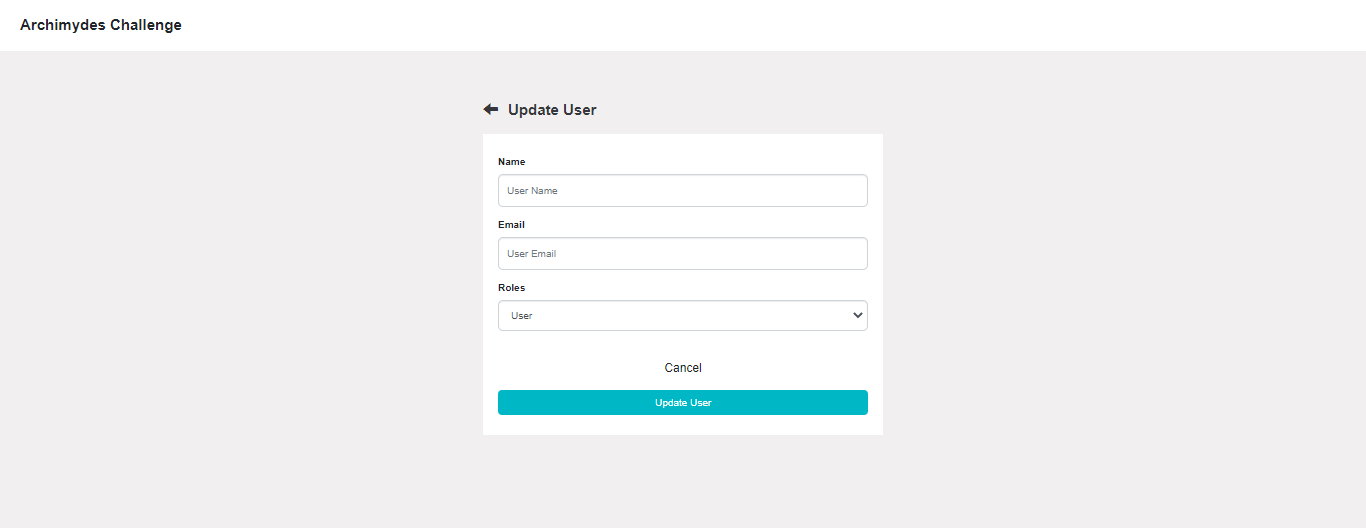 Archimydes Challenge
Update User
Name
User Name
Email
User Email
Roles
User
Cancel
Update User